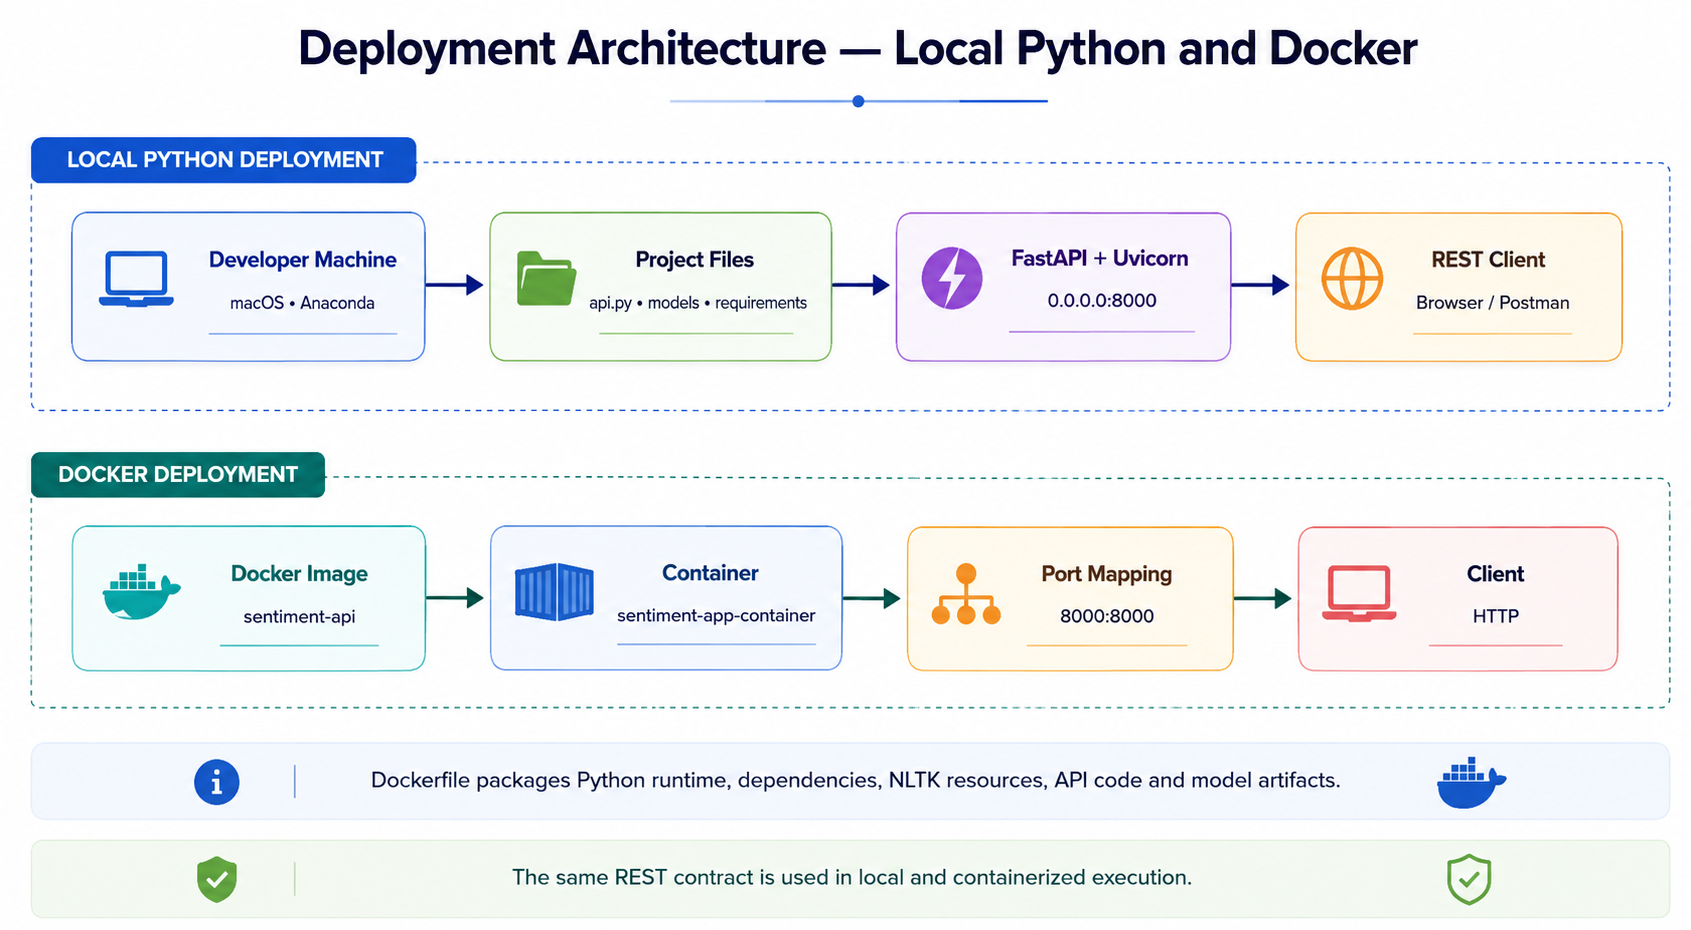 Deployment Architecture — Local Python and Docker
LOCAL PYTHON DEPLOYMENT
Developer Machine
macOS • Anaconda
Project Files
api.py • models • requirements
FastAPI + Uvicorn
0.0.0.0:8000
REST Client
Browser / Postman
DOCKER DEPLOYMENT
Docker Image
sentiment-api
Container
sentiment-app-container
Port Mapping
8000:8000
Client
HTTP
Dockerfile packages Python runtime, dependencies, NLTK resources, API code and model artifacts.
The same REST contract is used in local and containerized execution.